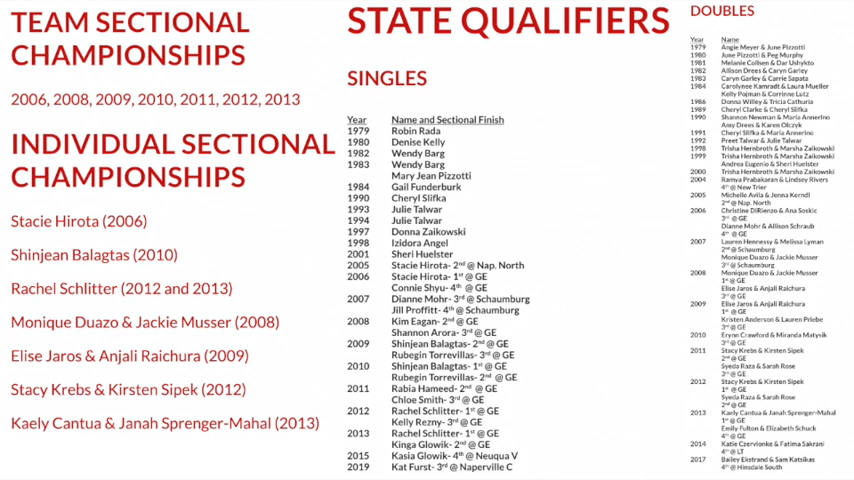 TEAM SECTIONAL
CHAMPIONSHIPS
2006, 2008, 2009, 2010, 2011, 2012, 2013
INDIVIDUAL SECTIONAL
CHAMPIONSHIPS
Stacie Hirota (2006)
Shinjean Balagtas (2010)
Rachel Schlitter (2012 and 2013)
Monique Duazo & Jackie Musser (2008)
Elise Jaros & Anjali Raichura (2009)
Stacy Krebs & Kirsten Sipek (2012)
Kaely Cantua & Janah Sprenger-Mahal (2013)
STATE QUALIFIERS
SINGLES
Year Name and Sectional Finish
1979 Robin Rada
1980 Denise Kelly
1982 Wendy Barg
1983 Wendy Barg
Mary Jean Pizzotti
1984 Gail Funderburk
1990 Cheryl Slifka
1993 Julie Talwar
1994 Julie Talwar
1997 Donna Zaikowski
1998 Izidora Angel
2001 Sheri Huelster
2005 Stacie Hirota- 2nd @ Nap. North
2006 Stacie Hirota- 1st @ GE
Connie Shyu- 4th @ GE
2007 Dianne Mohr- 3rd @ Schaumburg
Jill Proffitt- 4th @ Schaumburg
2008 Kim Eagan- 2nd @ GE
Shannon Arora- 3rd @ GE
2009 Shinjean Balagtas- 2nd @ GE
Rubegin Torrevillas- 3rd @ GE
2010 Shinjean Balagtas- 1st @ GE
Rubegin Torrevillas- 2nd @ GE
2011 Rabia Hameed- 2nd @ GE
Chloe Smith- 3rd @ GE
2012 Rachel Schlitter- 1st @ GE
Kelly Rezny- 3rd @ GE
2013 Rachel Schlitter- 1st @ GE
Kinga Glowik- 2nd @ GE
2015 Kasia Glowik- 4th @ Neuqua V
2019 Kat Furst- 3rd @ Naperville C
DOUBLES
Year Name
1979 Angie Meyer & June Pizzotti
1980 June Pizzotti & Peg Murphy
1981 Melanie Collsen & Dar Ushykto
1982 Allison Drees & Caryn Garley
1983 Caryn Garley & Carrie Sapata
1984 Carolynee Kamradt & Laura Mueller
Kelly Pojman & Corrinne Lutz
1986 Donna Willey & Tricia Cathuria
1989 Cheryl Clarke & Cheryl Slifka
1990 Shannon Newman & Maria Annerino
Amy Drees & Karen Olczyk
1991 Cheryl Slifka & Maria Annerino
1992 Preet Talwar & Julie Talwar
1998 Trisha Hernbroth & Marsha Zaikowski
1999 Trisha Hernbroth & Marsha Zaikowski
Andrea Eugenio & Sheri Huelster
2000 Trisha Hernbroth & Marsha Zaikowski
2004 Ramya Prabakaran & Lindsey Rivers
4th @ New Trier
2005 Michelle Avila & Jenna Kerndl
2nd @ Nap. North
2006 Christine DiRienzo & Ana Soskic
3rd @ GE
Dianne Mohr & Allison Schraub
4th @ GE
2007 Lauren Hennessy & Melissa Lyman
2nd @ Schaumburg
Monique Duazo & Jackie Musser
3rd @ Schaumburg
2008 Monique Duazo & Jackie Musser
1st @ GE
Elise Jaros & Anjali Raichura
3rd @ GE
2009 Elise Jaros & Anjali Raichura
1st @ GE
Kristen Anderson & Lauren Priebe
3rd @ GE
2010 Erynn Crawford & Miranda Matysik
3rd @ GE
2011 Stacy Krebs & Kirsten Sipek
2nd @ GE
Syeda Raza & Sarah Rose
3rd @ GE
2012 Stacy Krebs & Kirsten Sipek
1st @ GE
Syeda Raza & Sarah Rose
2nd @ GE
2013 Kaely Cantua & Janah Sprenger-Mahal
1st @ GE
Emily Fulton & Elizabeth Schuck
4th @ GE
2014 Katie Czervionke & Fatima Sakrani
4th @ LT
2017 Bailey Ekstrand & Sam Katsikas
4th @ Hinsdale South